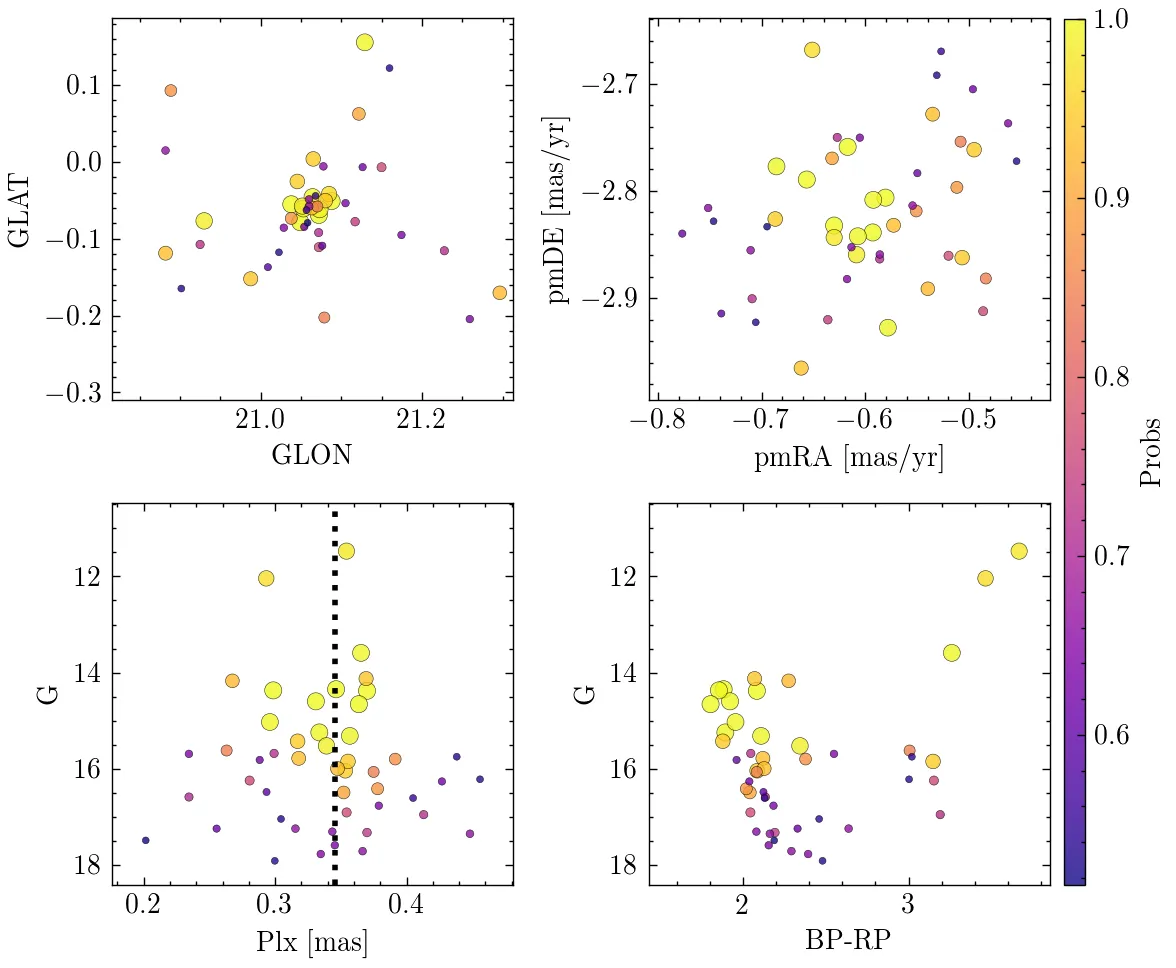 0.1
0.0
−0.1
−0.2
−0.3
GLAT
21.0 21.2
GLON
−2.7
−2.8
−2.9
pmDE [mas/yr]
−0.8 −0.7 −0.6 −0.5
pmRA [mas/yr]
1.0
0.9
0.8
0.7
0.6
Probs
12
14
16
18
G
0.2 0.3 0.4
Plx [mas]
12
14
16
18
G
2 3
BP-RP